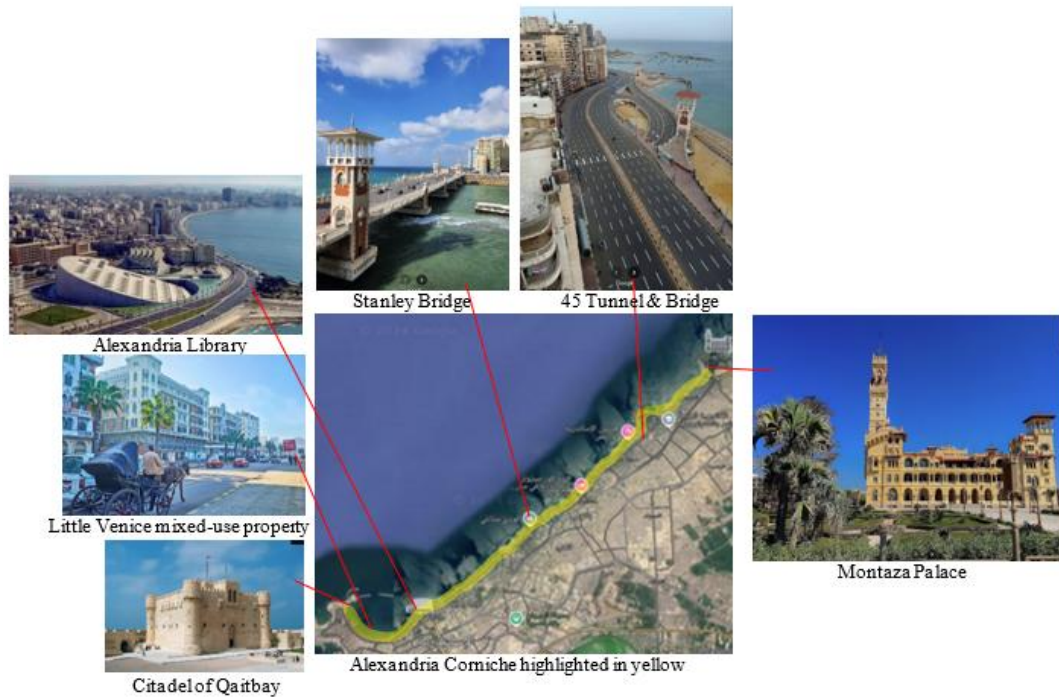 Stanley Bridge
45 Tunnel & Bridge
Alexandria Library
Little Venice mixed-use property
Montaza Palace
Citadel of Qaitbay
Alexandria Corniche highlighted in yellow